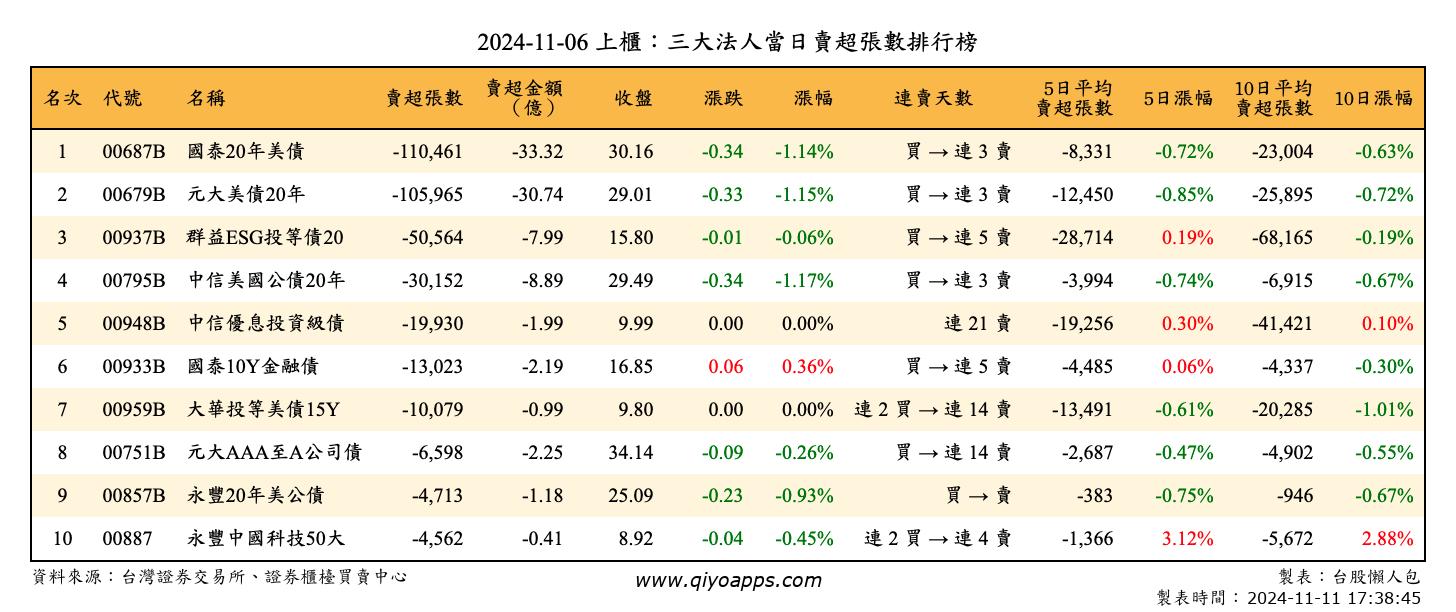 2024-11-06 上櫃：三大法人當日賣超張數排行榜
名次 代號 名稱 賣超張數 賣超金額（億） 收盤 漲跌 漲幅 連賣天數 5日平均賣超張數 5日漲幅 10日平均賣超張數 10日漲幅
1 00687B 國泰20年美債 -110,461 -33.32 30.16 -0.34 -1.14% 買 → 連 3 賣 -8,331 -0.72% -23,004 -0.63%
2 00679B 元大美債20年 -105,965 -30.74 29.01 -0.33 -1.15% 買 → 連 3 賣 -12,450 -0.85% -25,895 -0.72%
3 00937B 群益ESG投等債20 -50,564 -7.99 15.80 -0.01 -0.06% 買 → 連 5 賣 -28,714 0.19% -68,165 -0.19%
4 00795B 中信美國公債20年 -30,152 -8.89 29.49 -0.34 -1.17% 買 → 連 3 賣 -3,994 -0.74% -6,915 -0.67%
5 00948B 中信優息投資級債 -19,930 -1.99 9.99 0.00 0.00% 連 21 賣 -19,256 0.30% -41,421 0.10%
6 00933B 國泰10Y金融債 -13,023 -2.19 16.85 0.06 0.36% 買 → 連 5 賣 -4,485 0.06% -4,337 -0.30%
7 00959B 大華投等美債15Y -10,079 -0.99 9.80 0.00 0.00% 連 2 買 → 連 14 賣 -13,491 -0.61% -20,285 -1.01%
8 00751B 元大AAA至A公司債 -6,598 -2.25 34.14 -0.09 -0.26% 買 → 連 14 賣 -2,687 -0.47% -4,902 -0.55%
9 00857B 永豐20年美公債 -4,713 -1.18 25.09 -0.23 -0.93% 買 → 賣 -383 -0.75% -946 -0.67%
10 00887 永豐中國科技50大 -4,562 -0.41 8.92 -0.04 -0.45% 連 2 買 → 連 4 賣 -1,366 3.12% -5,672 2.88%
資料來源：台灣證券交易所、證券櫃檯買賣中心 www.qiyoapps.com 製表：台股懶人包
製表時間：2024-11-11 17:38:45